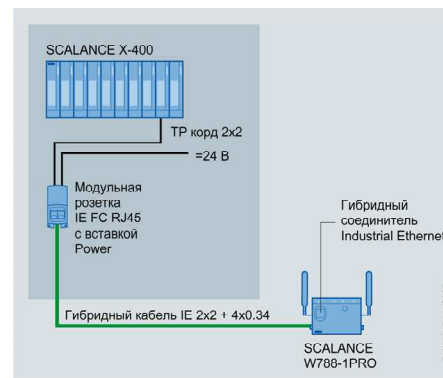 SCALANCE X-400
TP корд 2x2
=24 В
Модульная
розетка
IE FC RJ45
с вставкой
Power
Гибридный
соединитель
Industrial Ethernet
Гибридный кабель IE 2x2 + 4x0.34
SCALANCE
W788-1PRO